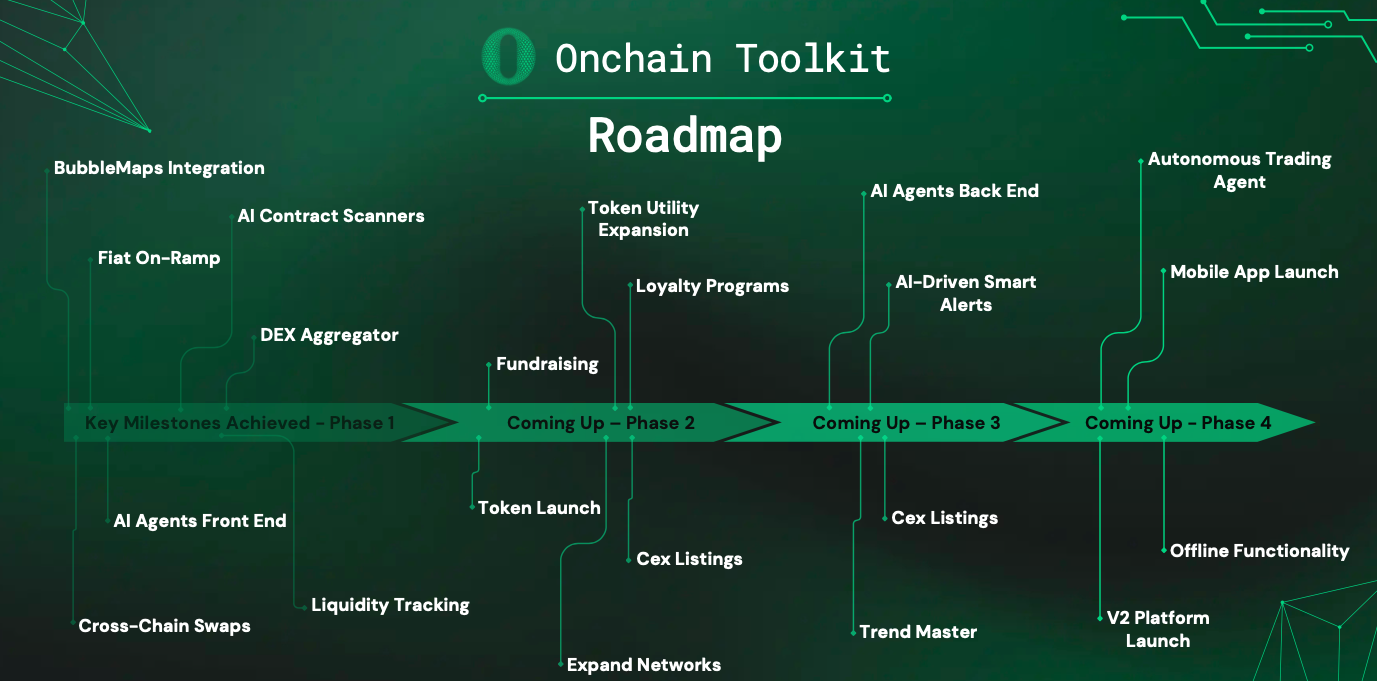 Onchain Toolkit
Roadmap
BubbleMaps Integration
AI Contract Scanners
Fiat On-Ramp
DEX Aggregator
Token Utility
Expansion
Loyalty Programs
Fundraising
AI Agents Back End
AI-Driven Smart
Alerts
Autonomous Trading
Agent
Mobile App Launch
Key Milestones Achieved - Phase 1
Coming Up – Phase 2
Coming Up – Phase 3
Coming Up - Phase 4
AI Agents Front End
Liquidity Tracking
Cross-Chain Swaps
Token Launch
Cex Listings
Expand Networks
Cex Listings
Trend Master
Offline Functionality
V2 Platform
Launch